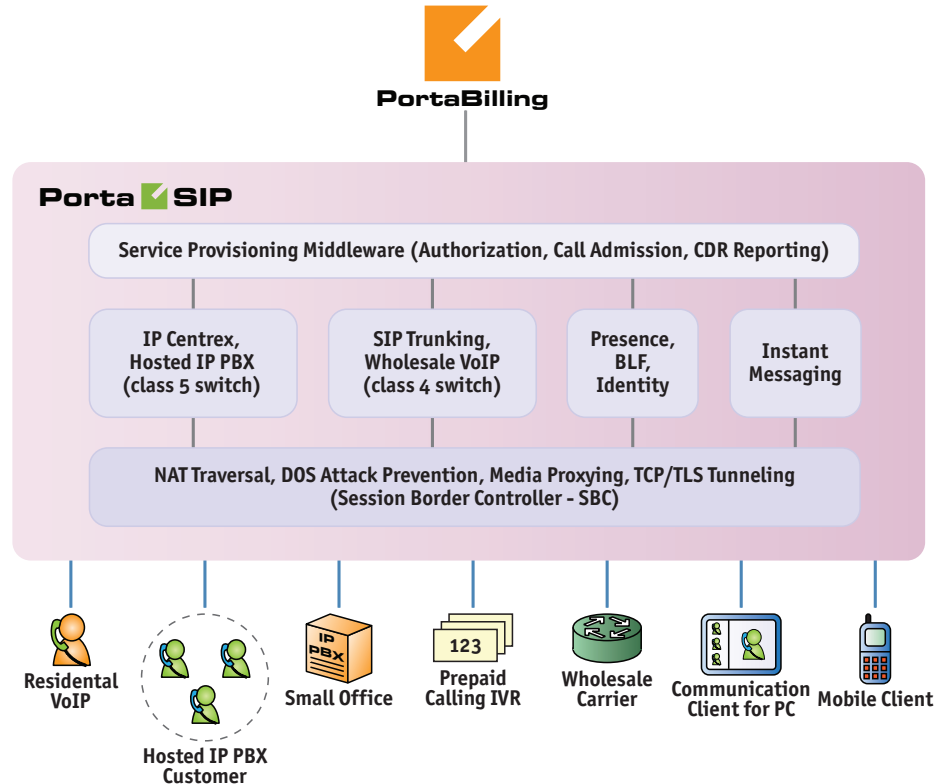 PortaBilling
Porta SIP
Service Provisioning Middleware (Authorization, Call Admission, CDR Reporting)
IP Centrex,
Hosted IP PBX
(class 5 switch)
SIP Trunking,
Wholesale VoIP
(class 4 switch)
Presence,
BLF,
Identity
Instant
Messaging
NAT Traversal, DOS Attack Prevention, Media Proxying, TCP/TLS Tunneling
(Session Border Controller - SBC)
Residental
VoIP
Hosted IP PBX
Customer
IP
PBX
Small Office
123
Prepaid
Calling IVR
Wholesale
Carrier
Communication
Client for PC
Mobile Client